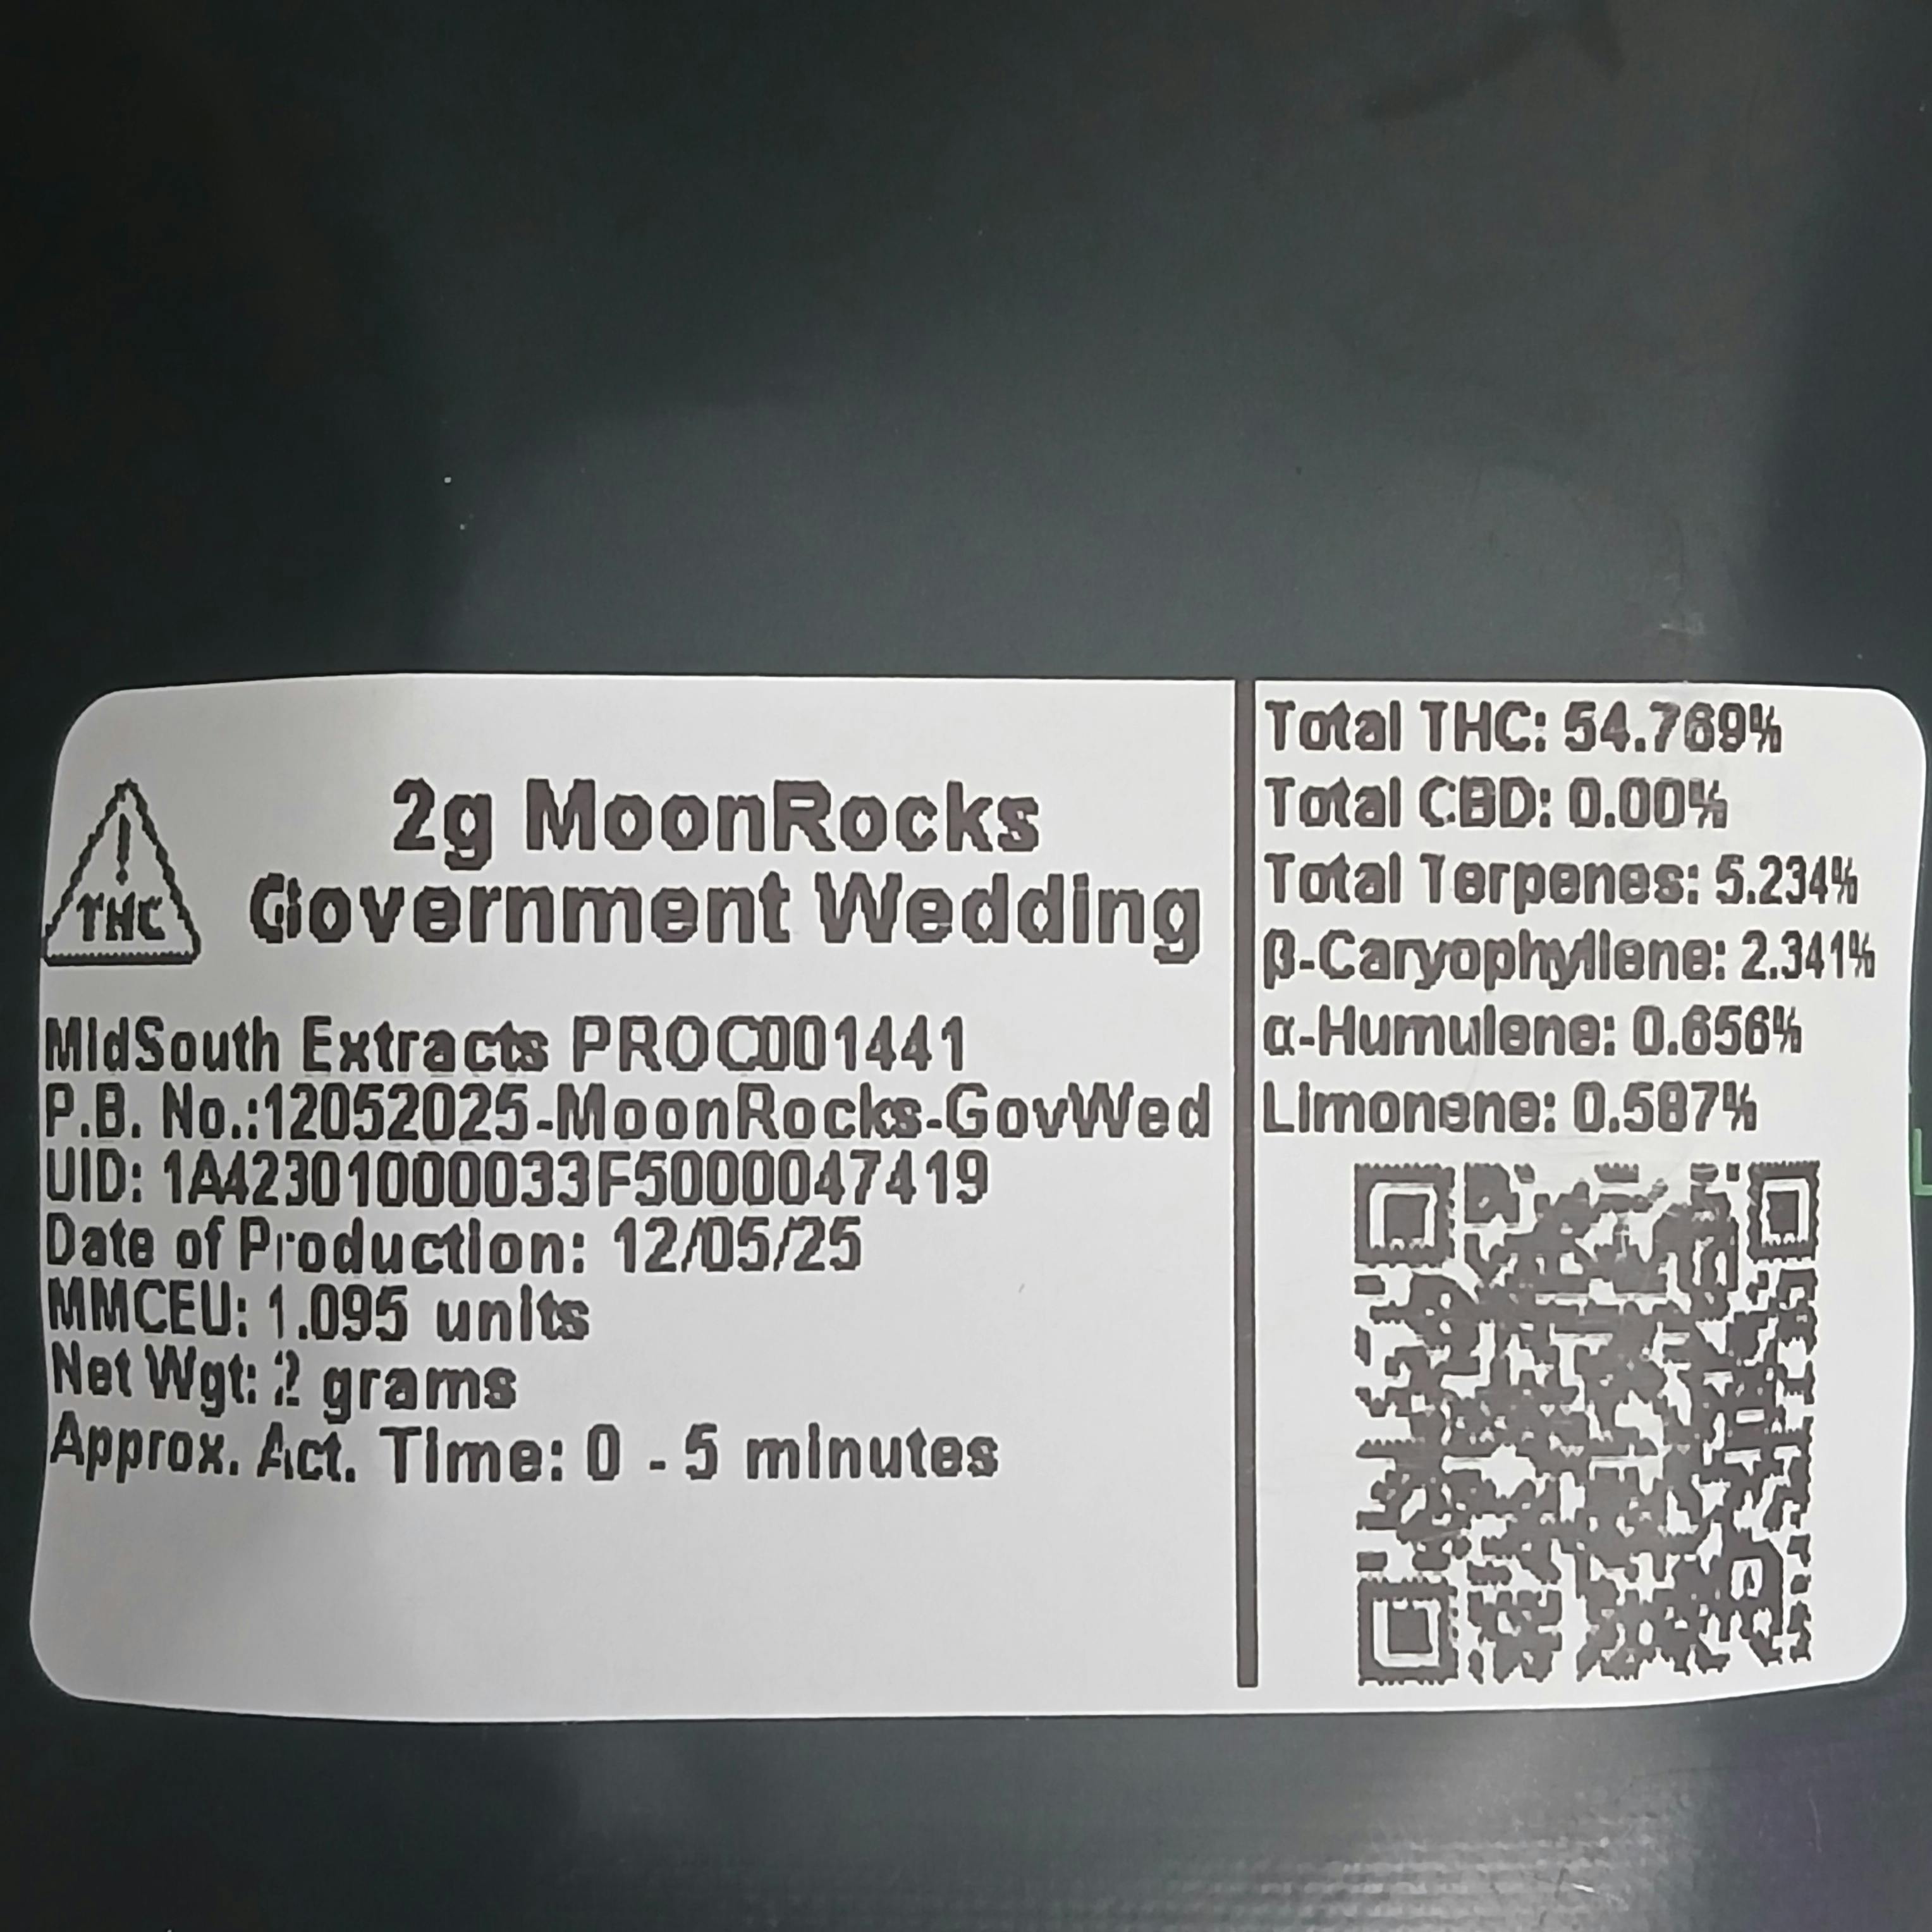 !
THC
2g MoonRocks
Government Wedding
MidSouth Extracts PROC001441
P.B. No.:12052025-MoonRocks-GovWed
UID: 1A42301000033F5000047419
Date of Production: 12/05/25
MMCEU: 1.095 units
Net Wgt: 2 grams
Approx. Act. Time: 0 - 5 minutes
Total THC: 54.769%
Total CBD: 0.00%
Total Terpenes: 5.234%
β-Caryophyllene: 2.341%
α-Humulene: 0.656%
Limonene: 0.587%